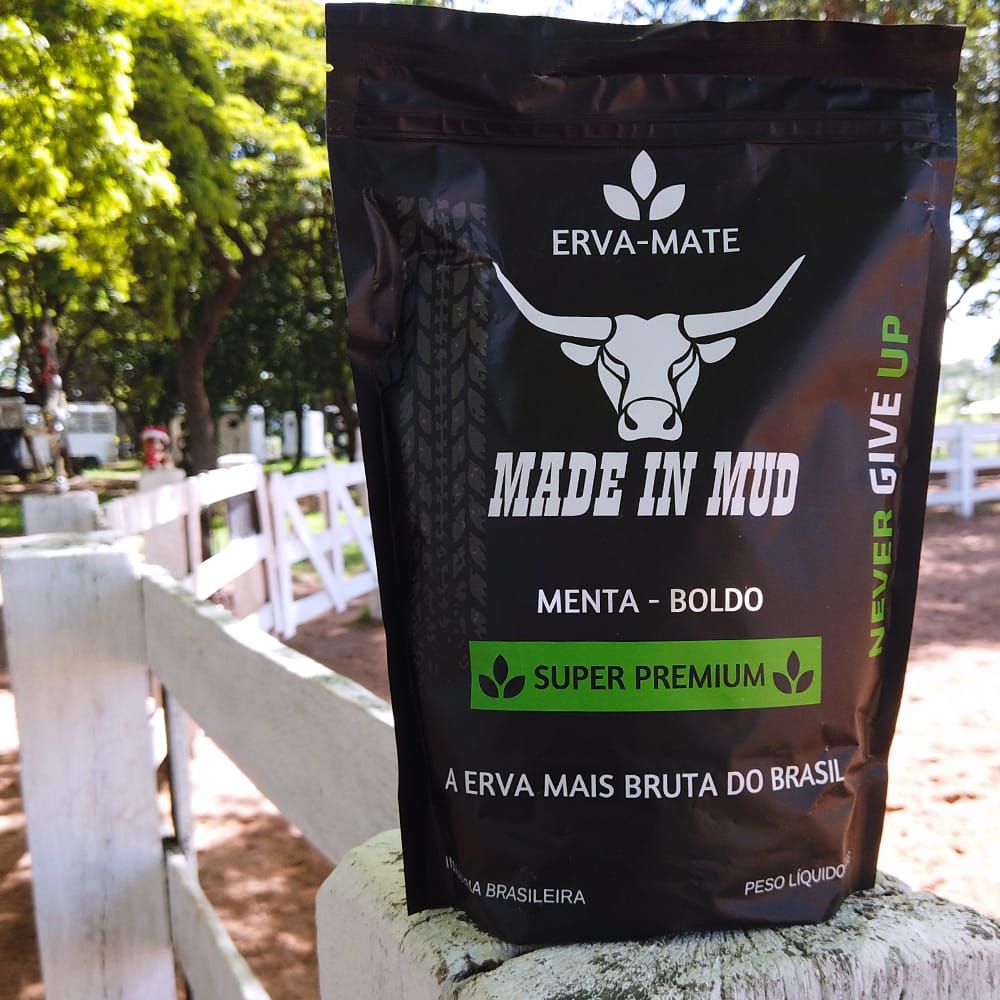 ERVA-MATE
MADE IN MUD
NEVER GIVE UP
MENTA - BOLDO
SUPER PREMIUM
A ERVA MAIS BRUTA DO BRASIL
BRASILEIRA
PESO LÍQUIDO